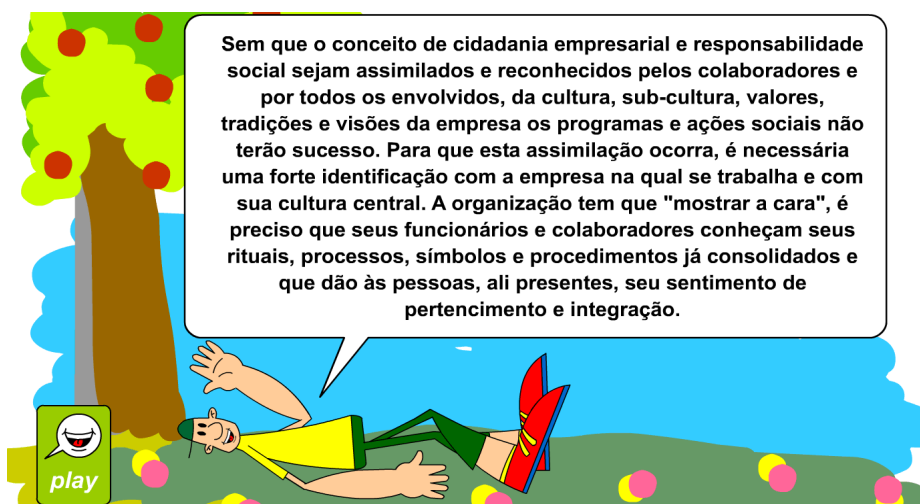 Sem que o conceito de cidadania empresarial e responsabilidade
social sejam assimilados e reconhecidos pelos colaboradores e
por todos os envolvidos, da cultura, sub-cultura, valores,
tradições e visões da empresa os programas e ações sociais não
terão sucesso. Para que esta assimilação ocorra, é necessária
uma forte identificação com a empresa na qual se trabalha e com
sua cultura central. A organização tem que "mostrar a cara", é
preciso que seus funcionários e colaboradores conheçam seus
rituais, processos, símbolos e procedimentos já consolidados e
que dão às pessoas, ali presentes, seu sentimento de
pertencimento e integração.
play